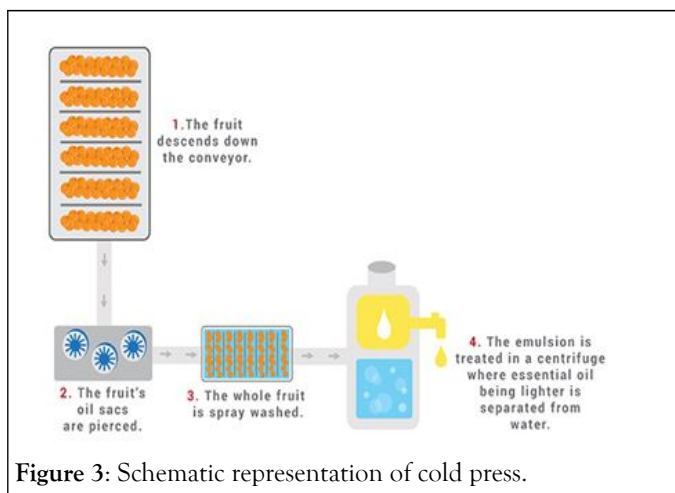 1.The fruit
descends down
the conveyor.
2. The fruit's
oil sacs
are pierced.
3. The whole fruit
is spray washed.
4. The emulsion is
treated in a centrifuge
where essential oil
being lighter is
separated from
water.
Figure 3: Schematic representation of cold press.